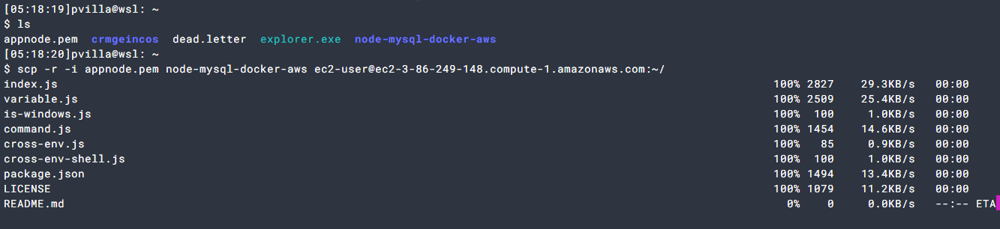 [05:18:19]pvilla@wsl: ~
$ ls
appnode.pem crmgeincos dead.letter explorer.exe node-mysql-docker-aws
[05:18:20]pvilla@wsl: ~
$ scp -r -i appnode.pem node-mysql-docker-aws ec2-user@ec2-3-86-249-148.compute-1.amazonaws.com:~/
index.js 100% 2827 29.3KB/s 00:00
variable.js 100% 2509 25.4KB/s 00:00
is-windows.js 100% 100 1.0KB/s 00:00
command.js 100% 1454 14.6KB/s 00:00
cross-env.js 100% 85 0.9KB/s 00:00
cross-env-shell.js 100% 100 1.0KB/s 00:00
package.json 100% 1494 13.4KB/s 00:00
LICENSE 100% 1079 11.2KB/s 00:00
README.md 0% 0 0.0KB/s --:-- ETA